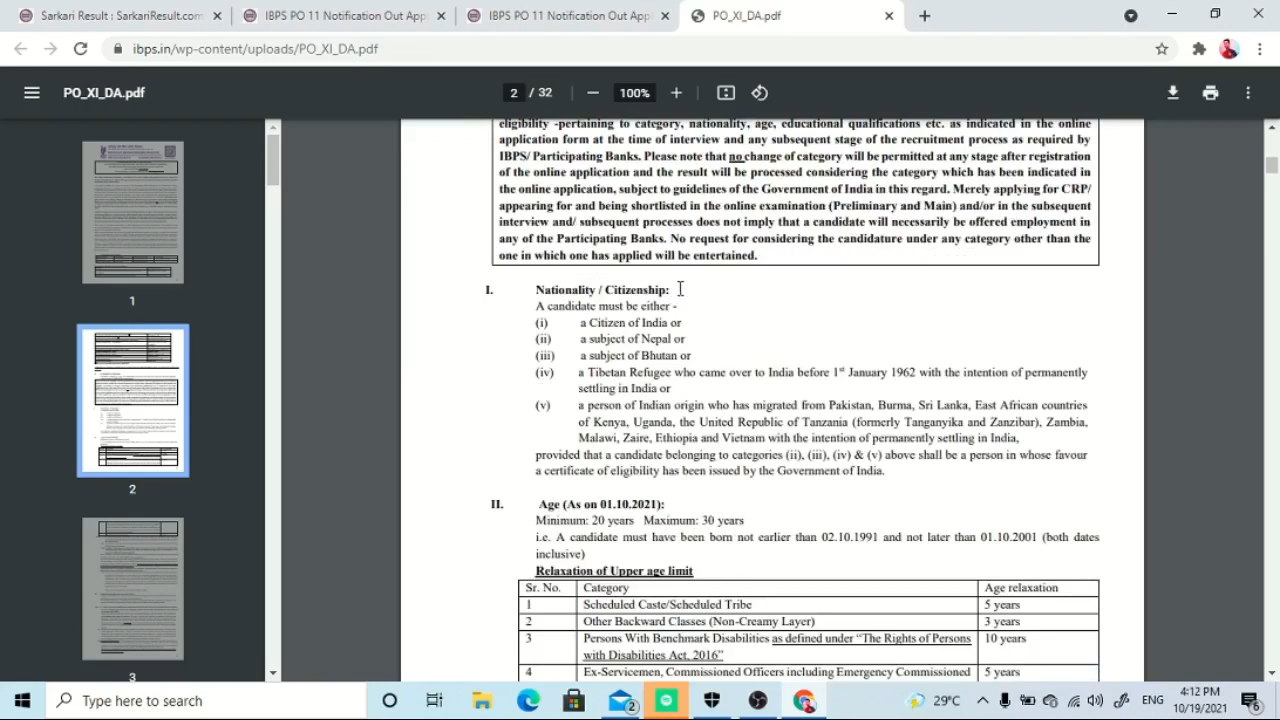 Sarkari Result : SarkariResult.com
IBPS PO 11 Notification Out App
IBPS PO 11 Notification Out App
PO_XI_DA.pdf
ibps.in/wp-content/uploads/PO_XI_DA.pdf
PO_XI_DA.pdf
2 / 32
100%
eligibility -pertaining to category, nationality, age, educational qualifications etc. as indicated in the online
application form at the time of interview and any subsequent stage of the recruitment process as required by
IBPS/ Participating Banks. Please note that no change of category will be permitted at any stage after registration
of the online application and the result will be processed considering the category which has been indicated in
the online application, subject to guidelines of the Government of India in this regard. Merely applying for CRP/
appearing for and being shortlisted in the online examination (Preliminary and Main) and/or in the subsequent
interview and/ subsequent processes does not imply that a candidate will necessarily be offered employment in
any of the Participating Banks. No request for considering the candidature under any category other than the
one in which one has applied will be entertained.
I. Nationality / Citizenship:
A candidate must be either -
(i) a Citizen of India or
(ii) a subject of Nepal or
(iii) a subject of Bhutan or
(iv) a Tibetan Refugee who came over to India before 1st January 1962 with the intention of permanently
settling in India or
(v) a person of Indian origin who has migrated from Pakistan, Burma, Sri Lanka, East African countries
of Kenya, Uganda, the United Republic of Tanzania (formerly Tanganyika and Zanzibar), Zambia,
Malawi, Zaire, Ethiopia and Vietnam with the intention of permanently settling in India,
provided that a candidate belonging to categories (ii), (iii), (iv) & (v) above shall be a person in whose favour
a certificate of eligibility has been issued by the Government of India.
II. Age (As on 01.10.2021):
Minimum: 20 years Maximum: 30 years
i.e. A candidate must have been born not earlier than 02.10.1991 and not later than 01.10.2001 (both dates
inclusive)
Relaxation of Upper age limit
Sr. No. Category Age relaxation
1 Scheduled Caste/Scheduled Tribe 5 years
2 Other Backward Classes (Non-Creamy Layer) 3 years
3 Persons With Benchmark Disabilities as defined under “The Rights of Persons 10 years
with Disabilities Act, 2016”
4 Ex-Servicemen, Commissioned Officers including Emergency Commissioned 5 years
1
2
3
Type here to search
2
29°C
ENG
4:12 PM
10/19/2021
6